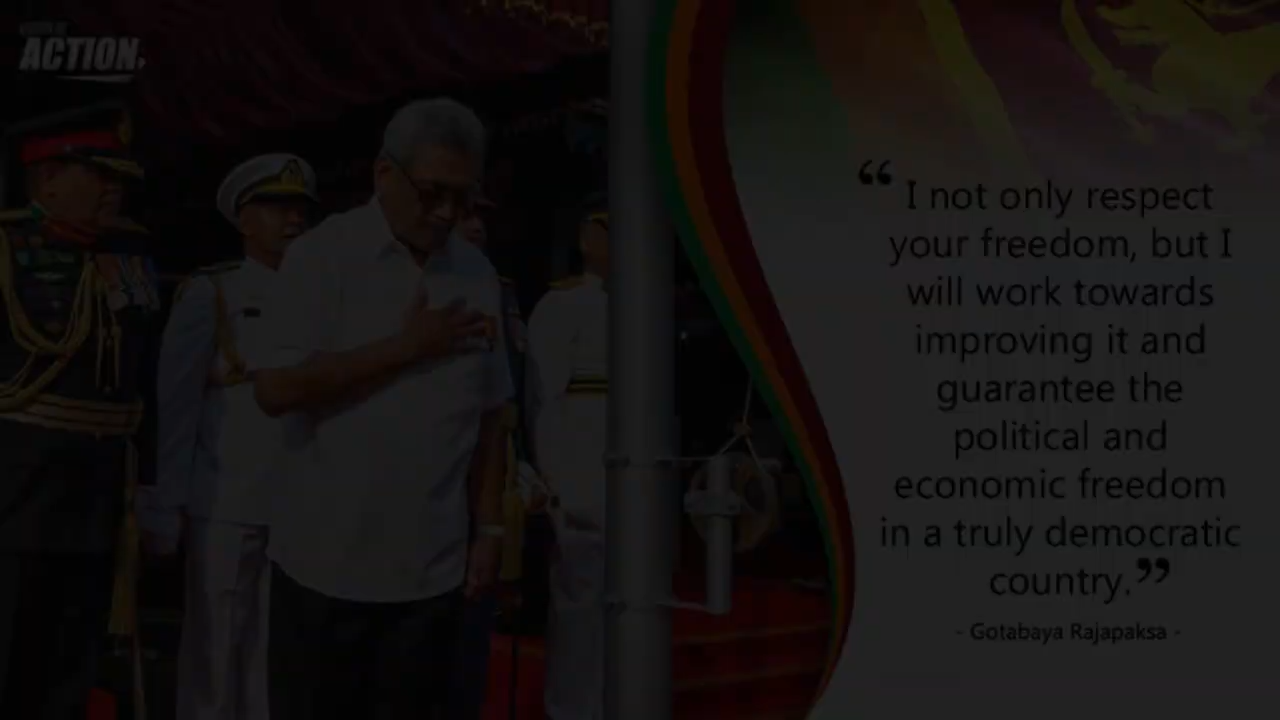 ACTION
“ I not only respect
your freedom, but I
will work towards
improving it and
guarantee the
political and
economic freedom
in a truly democratic
country.”
- Gotabaya Rajapaksa -